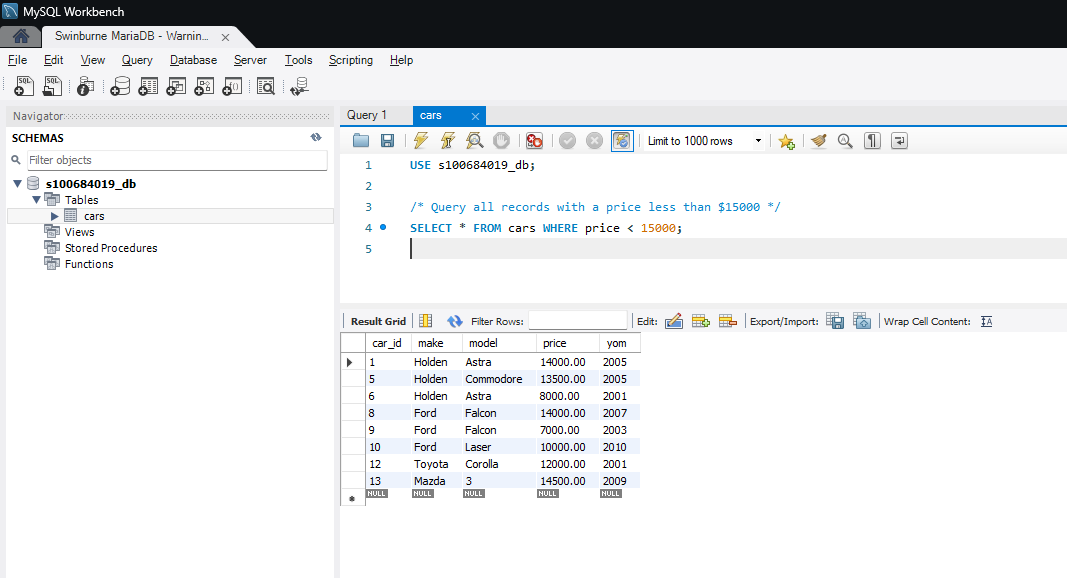 MySQL Workbench
Swinburne MariaDB - Warnin... ×
File Edit View Query Database Server Tools Scripting Help
Navigator
SCHEMAS
Filter objects
s100684019_db
Tables
cars
Views
Stored Procedures
Functions
Query 1 cars ×
Limit to 1000 rows
1 USE s100684019_db;
2
3 /* Query all records with a price less than $15000 */
4 SELECT * FROM cars WHERE price < 15000;
5
Result Grid Filter Rows: Edit: Export/Import: Wrap Cell Content: IA
car_id make model price yom
1 Holden Astra 14000.00 2005
5 Holden Commodore 13500.00 2005
6 Holden Astra 8000.00 2001
8 Ford Falcon 14000.00 2007
9 Ford Falcon 7000.00 2003
10 Ford Laser 10000.00 2010
12 Toyota Corolla 12000.00 2001
13 Mazda 3 14500.00 2009
NULL NULL NULL NULL NULL